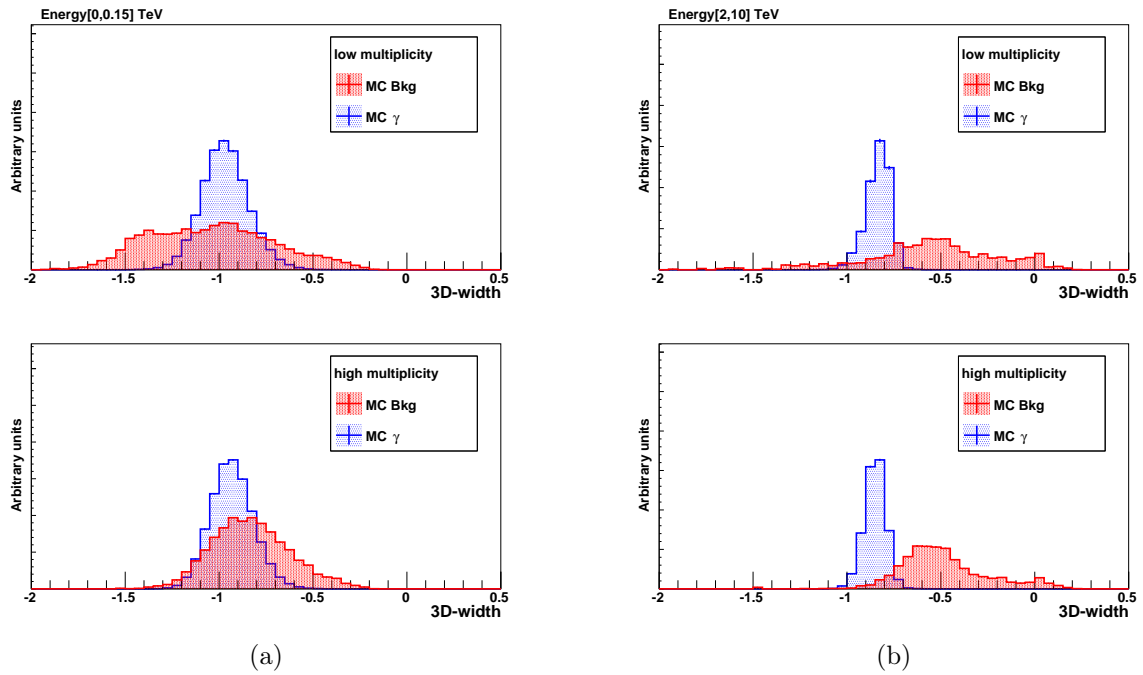 Energy[0,0.15] TeV
Arbitrary units
low multiplicity
MC Bkg
MC γ
-2 -1.5 -1 -0.5 0 0.5
3D-width
Energy[2,10] TeV
Arbitrary units
low multiplicity
MC Bkg
MC γ
-2 -1.5 -1 -0.5 0 0.5
3D-width
Arbitrary units
high multiplicity
MC Bkg
MC γ
-2 -1.5 -1 -0.5 0 0.5
3D-width
Arbitrary units
high multiplicity
MC Bkg
MC γ
-2 -1.5 -1 -0.5 0 0.5
3D-width
(a)
(b)